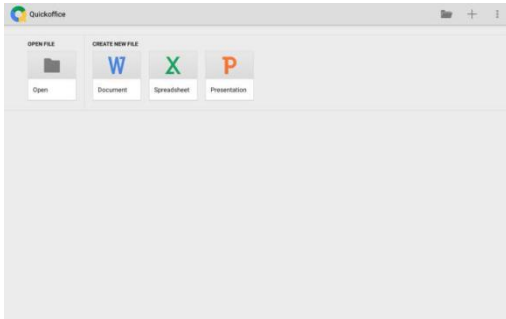 Quickoffice
OPEN FILE
CREATE NEW FILE
W
X
P
Open
Document
Spreadsheet
Presentation